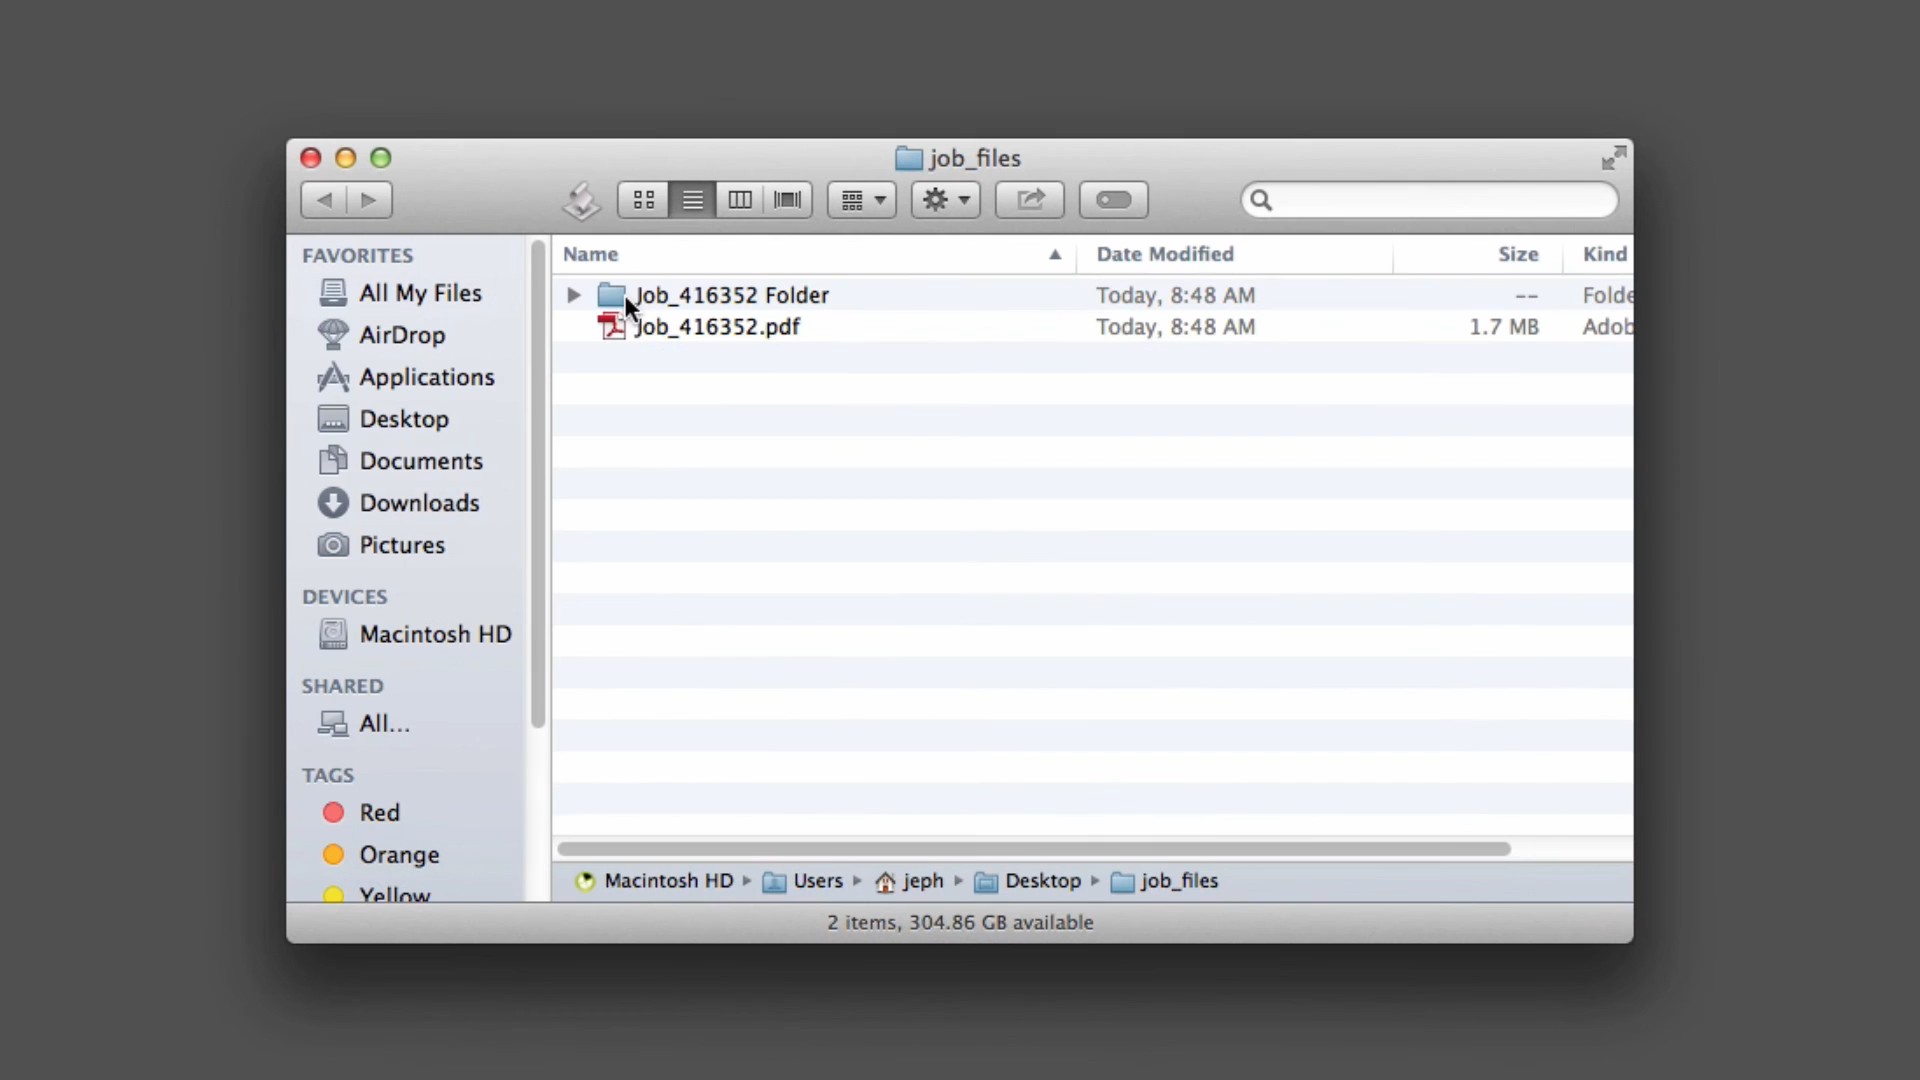 job_files
FAVORITES
All My Files
AirDrop
Applications
Desktop
Documents
Downloads
Pictures
DEVICES
Macintosh HD
SHARED
All...
TAGS
Red
Orange
Yellow
Name Date Modified Size Kind
Job_416352 Folder Today, 8:48 AM -- Folde
Job_416352.pdf Today, 8:48 AM 1.7 MB Adob
Macintosh HD Users jeph Desktop job_files
2 items, 304.86 GB available